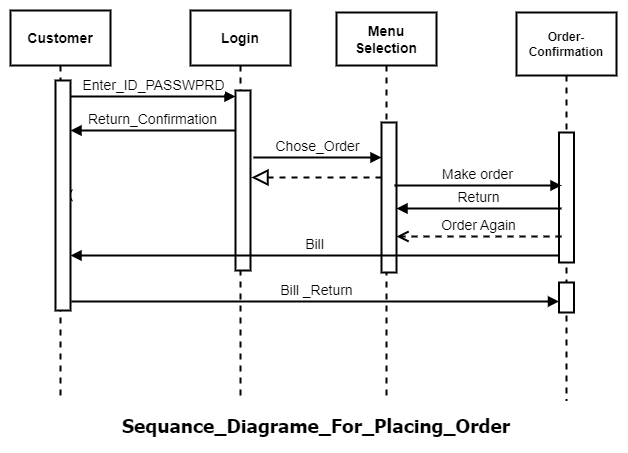 Customer
Login
Menu
Selection
Order-
Confirmation
Enter_ID_PASSWPRD
Return_Confirmation
Chose_Order
Make order
Return
Order Again
Bill
Bill _Return
Sequance_Diagrame_For_Placing_Order